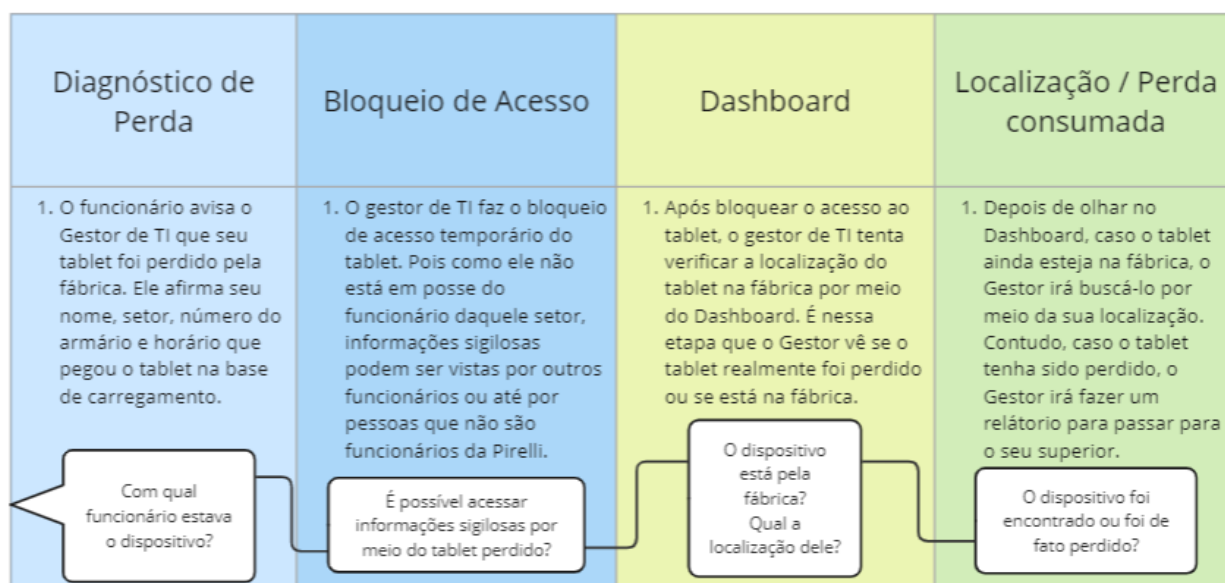 Diagnóstico de
Perda
Bloqueio de Acesso
Dashboard
Localização / Perda
consumada
1. O funcionário avisa o
Gestor de TI que seu
tablet foi perdido pela
fábrica. Ele afirma seu
nome, setor, número do
armário e horário que
pegou o tablet na base
de carregamento.
1. O gestor de TI faz o bloqueio
de acesso temporário do
tablet. Pois como ele não
está em posse do
funcionário daquele setor,
informações sigilosas
podem ser vistas por outros
funcionários ou até por
pessoas que não são
funcionários da Pirelli.
1. Após bloquear o acesso ao
tablet, o gestor de TI tenta
verificar a localização do
tablet na fábrica por meio
do Dashboard. É nessa
etapa que o Gestor vê se o
tablet realmente foi perdido
ou se está na fábrica.
1. Depois de olhar no
Dashboard, caso o tablet
ainda esteja na fábrica, o
Gestor irá buscá-lo por
meio da sua localização.
Contudo, caso o tablet
tenha sido perdido, o
Gestor irá fazer um
relátorio para passar para
o seu superior.
Com qual
funcionário estava
o dispositivo?
É possível acessar
informações sigilosas por
meio do tablet perdido?
O dispositivo
está pela
fábrica?
Qual a
localização dele?
O dispositivo foi
encontrado ou foi de
fato perdido?